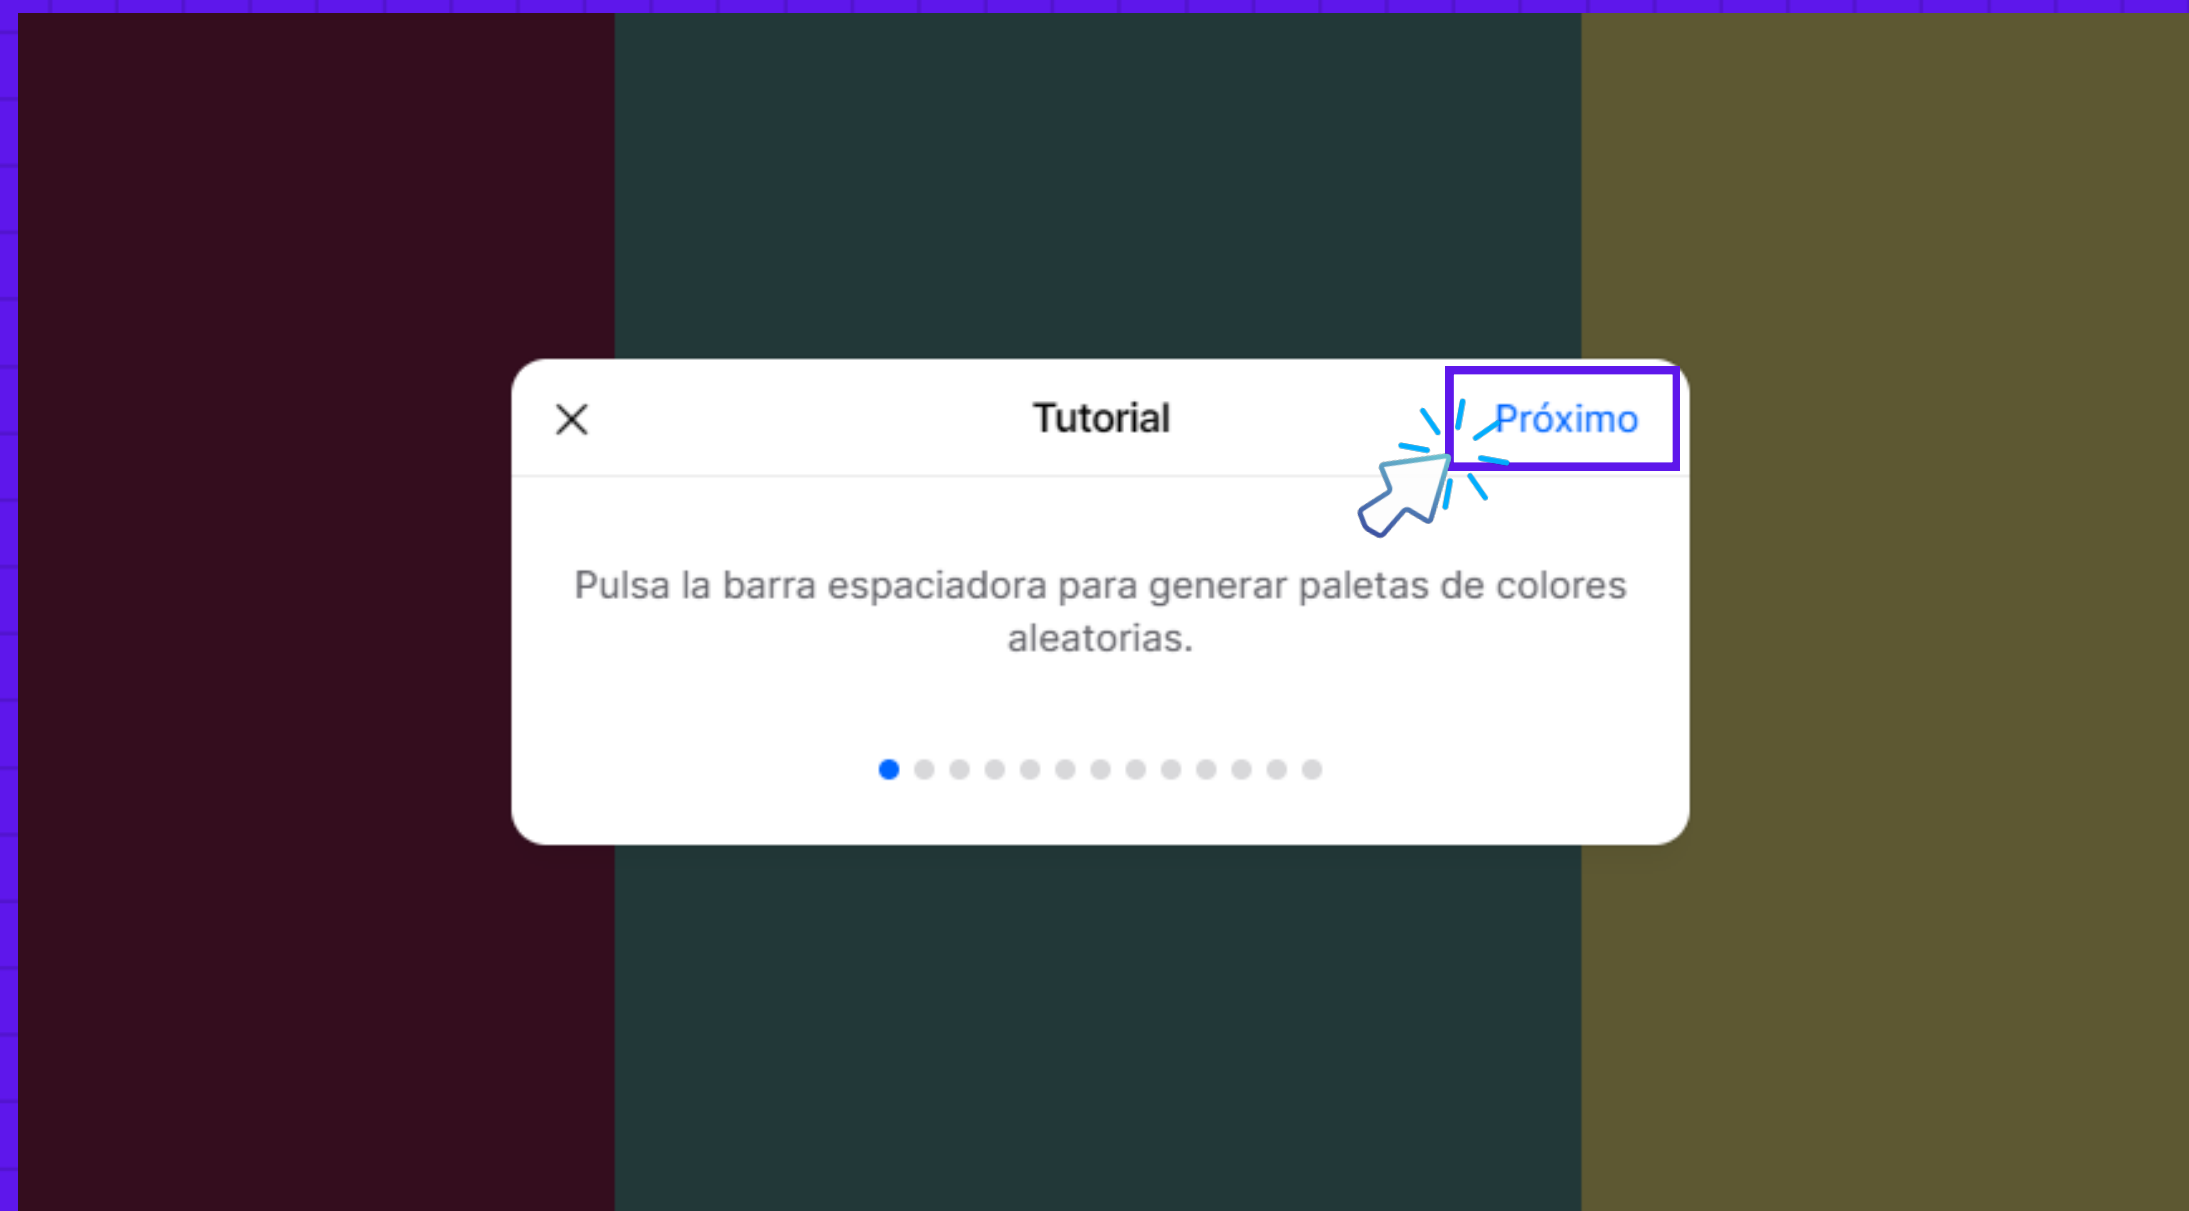 Tutorial
Próximo
Pulsa la barra espaciadora para generar paletas de colores
aleatorias.